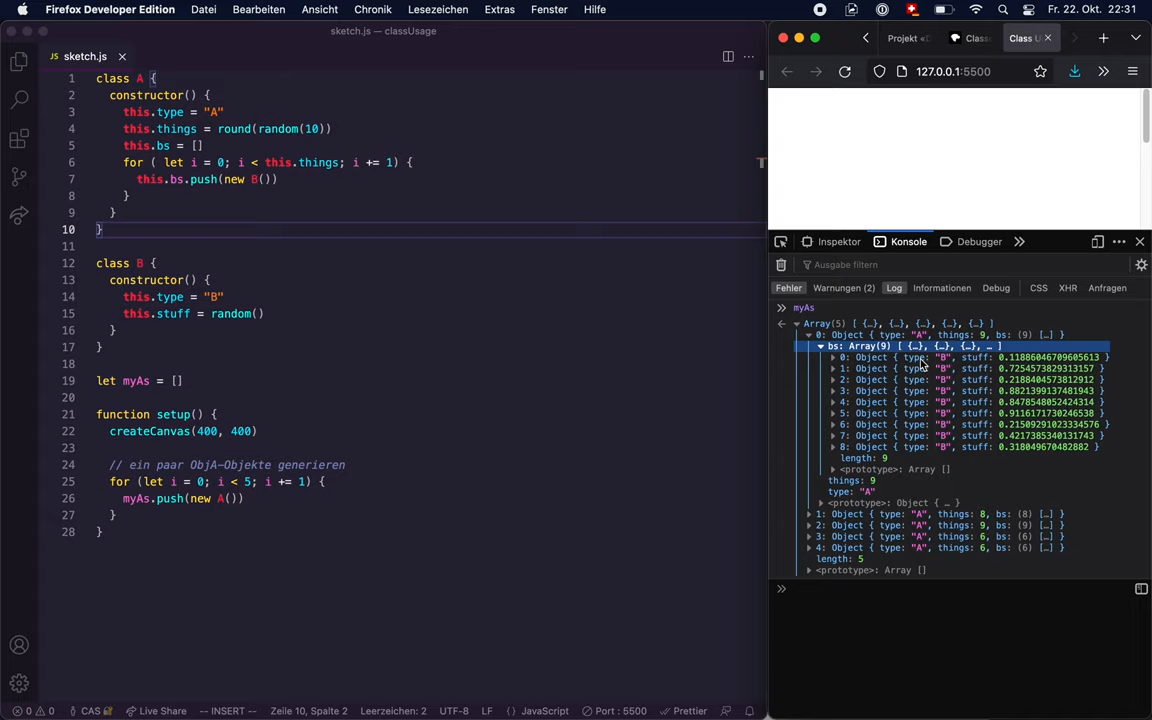 Firefox Developer Edition Datei Bearbeiten Ansicht Chronik Lesezeichen Extras Fenster Hilfe Fr. 22. Okt. 22:31
sketch.js — classUsage
JS sketch.js
1 class A {
2 constructor() {
3 this.type = "A"
4 this.things = round(random(10))
5 this.bs = []
6 for ( let i = 0; i < this.things; i += 1) {
7 this.bs.push(new B())
8 }
9 }
10 }
11
12 class B {
13 constructor() {
14 this.type = "B"
15 this.stuff = random()
16 }
17 }
18
19 let myAs = []
20
21 function setup() {
22 createCanvas(400, 400)
23
24 // ein paar ObjA-Objekte generieren
25 for (let i = 0; i < 5; i += 1) {
26 myAs.push(new A())
27 }
28 }
0 0 CAS Live Share -- INSERT -- Zeile 10, Spalte 2 Leerzeichen: 2 UTF-8 LF {} JavaScript Port : 5500 Prettier
Projekt «D Class Class U
127.0.0.1:5500
Inspektor Konsole Debugger
Ausgabe filtern
Fehler Warnungen (2) Log Informationen Debug CSS XHR Anfragen
myAs
Array(5) [ {…}, {…}, {…}, {…}, {…} ]
0: Object { type: "A", things: 9, bs: (9) […] }
bs: Array(9) [ {…}, {…}, {…}, … ]
0: Object { type: "B", stuff: 0.11886046709605613 }
1: Object { type: "B", stuff: 0.7254573829313157 }
2: Object { type: "B", stuff: 0.2188404573812912 }
3: Object { type: "B", stuff: 0.8821399137481943 }
4: Object { type: "B", stuff: 0.8478548052424314 }
5: Object { type: "B", stuff: 0.9116171730246538 }
6: Object { type: "B", stuff: 0.21509291023334576 }
7: Object { type: "B", stuff: 0.4217385340131743 }
8: Object { type: "B", stuff: 0.318049670482882 }
length: 9
<prototype>: Array []
things: 9
type: "A"
<prototype>: Object { … }
1: Object { type: "A", things: 8, bs: (8) […] }
2: Object { type: "A", things: 9, bs: (9) […] }
3: Object { type: "A", things: 6, bs: (6) […] }
4: Object { type: "A", things: 6, bs: (6) […] }
length: 5
<prototype>: Array []